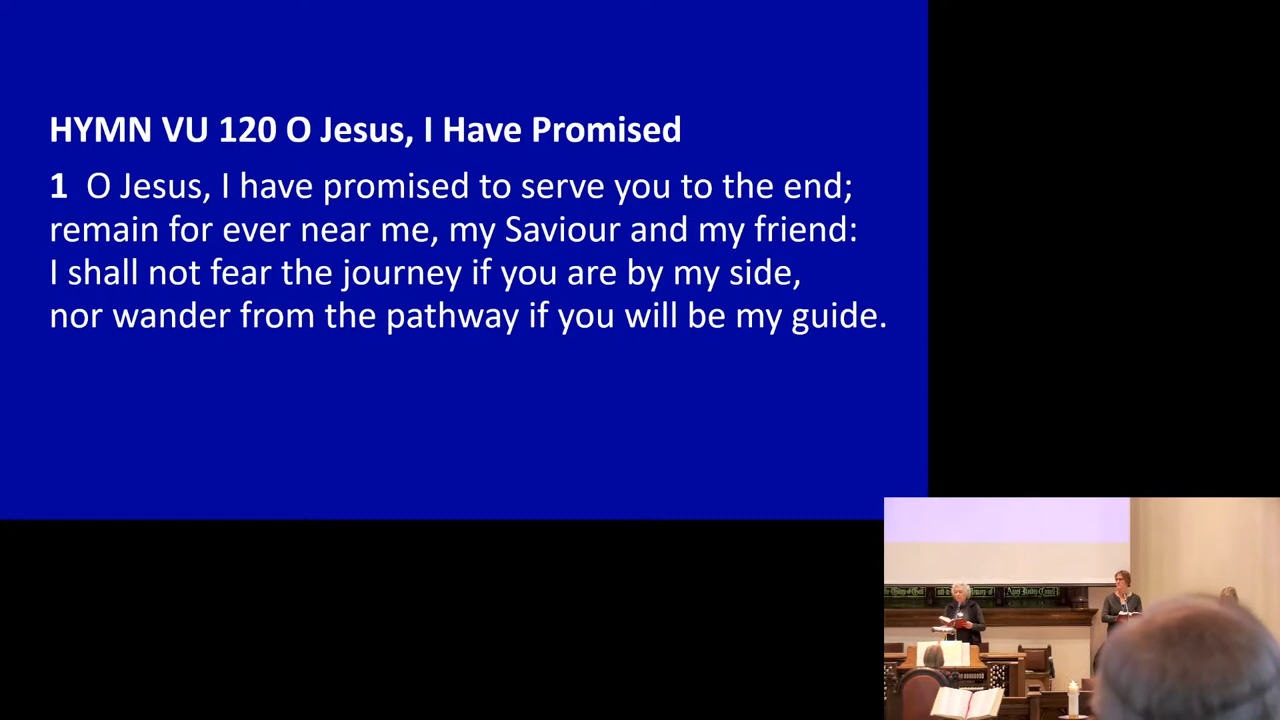 HYMN VU 120 O Jesus, I Have Promised
1 O Jesus, I have promised to serve you to the end;
remain for ever near me, my Saviour and my friend:
I shall not fear the journey if you are by my side,
nor wander from the pathway if you will be my guide.